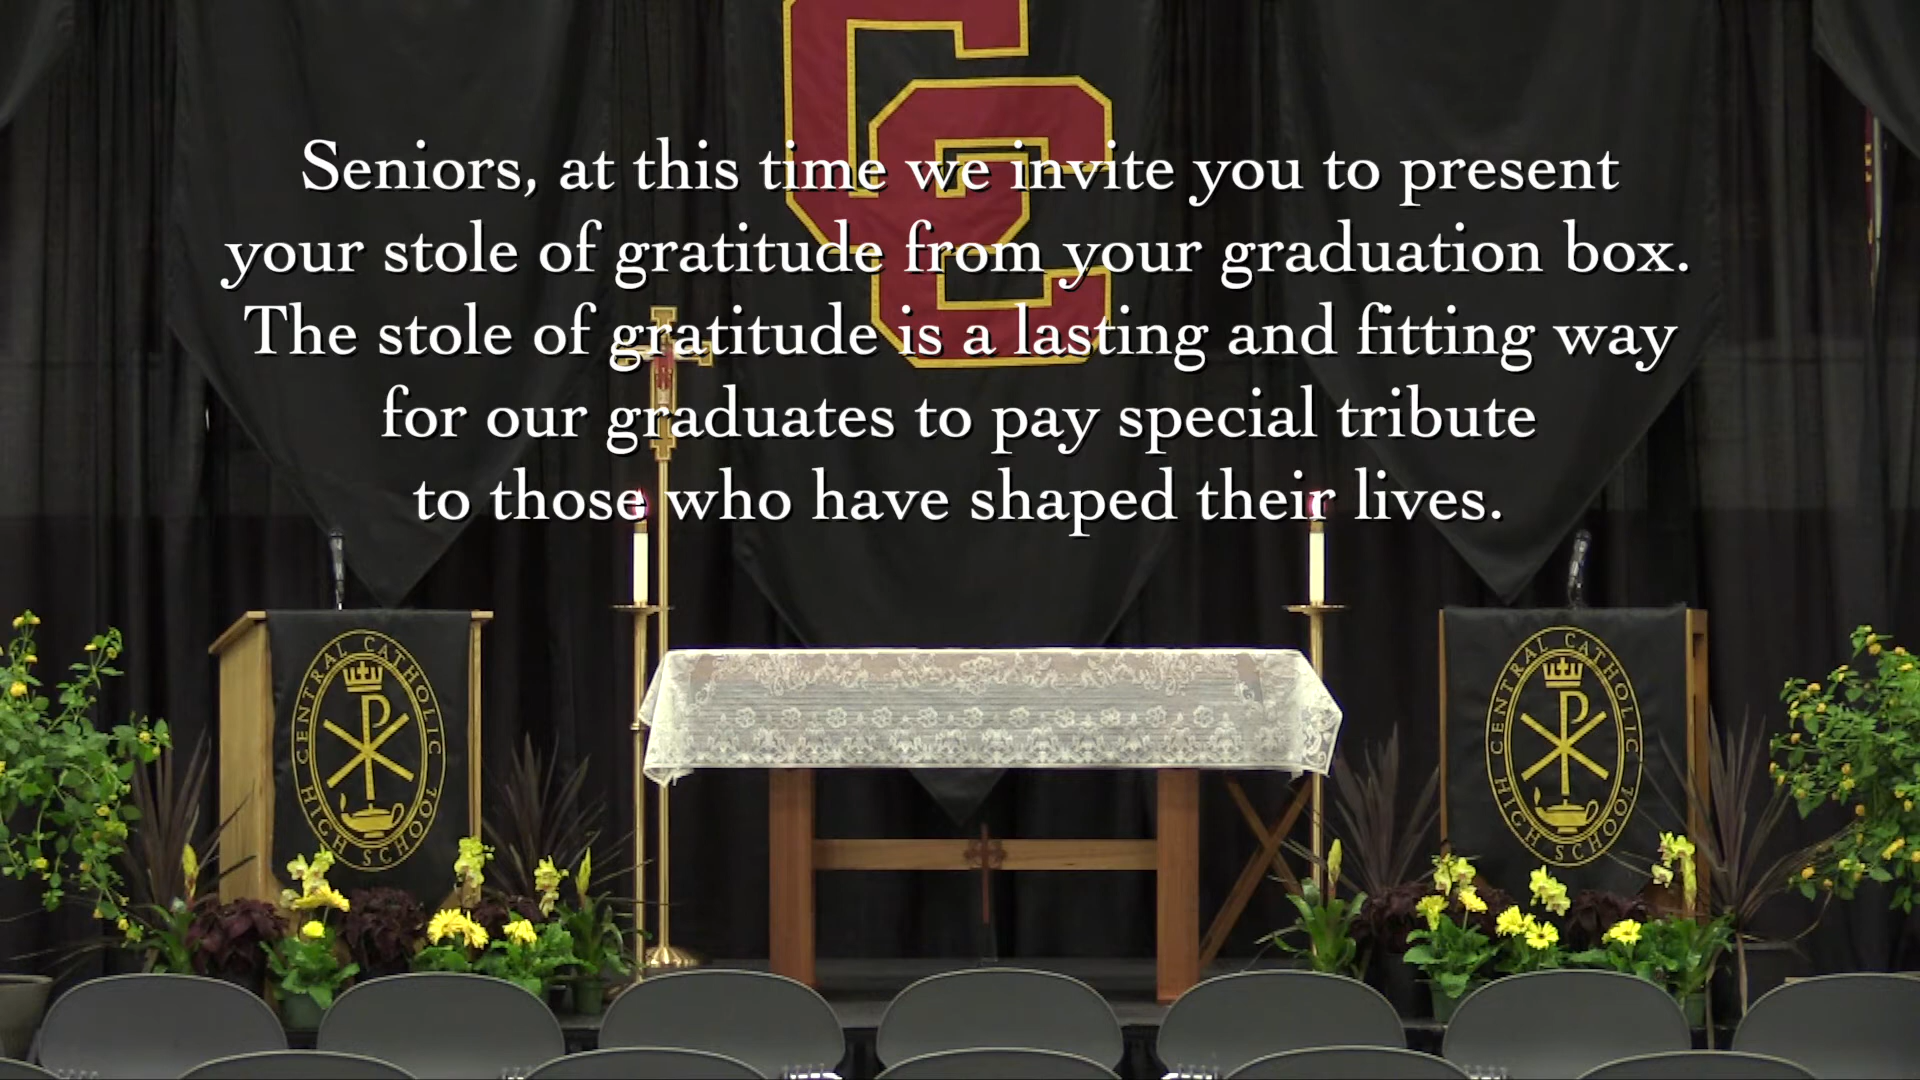 CC
Seniors, at this time we invite you to present
your stole of gratitude from your graduation box.
The stole of gratitude is a lasting and fitting way
for our graduates to pay special tribute
to those who have shaped their lives.
CENTRAL CATHOLIC
HIGH SCHOOL
CENTRAL CATHOLIC
HIGH SCHOOL